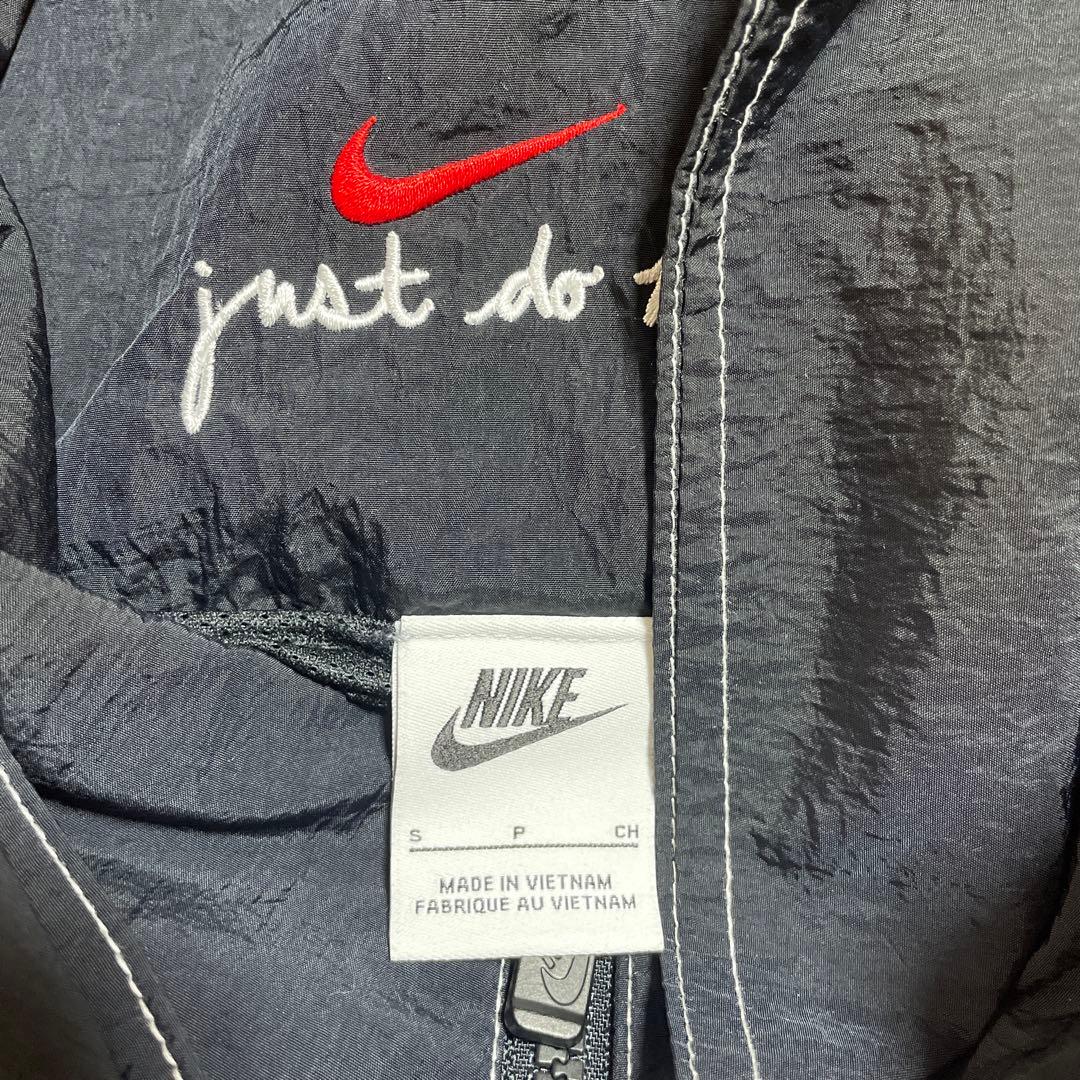 just do
NIKE
S P CH
MADE IN VIETNAM
FABRIQUE AU VIETNAM